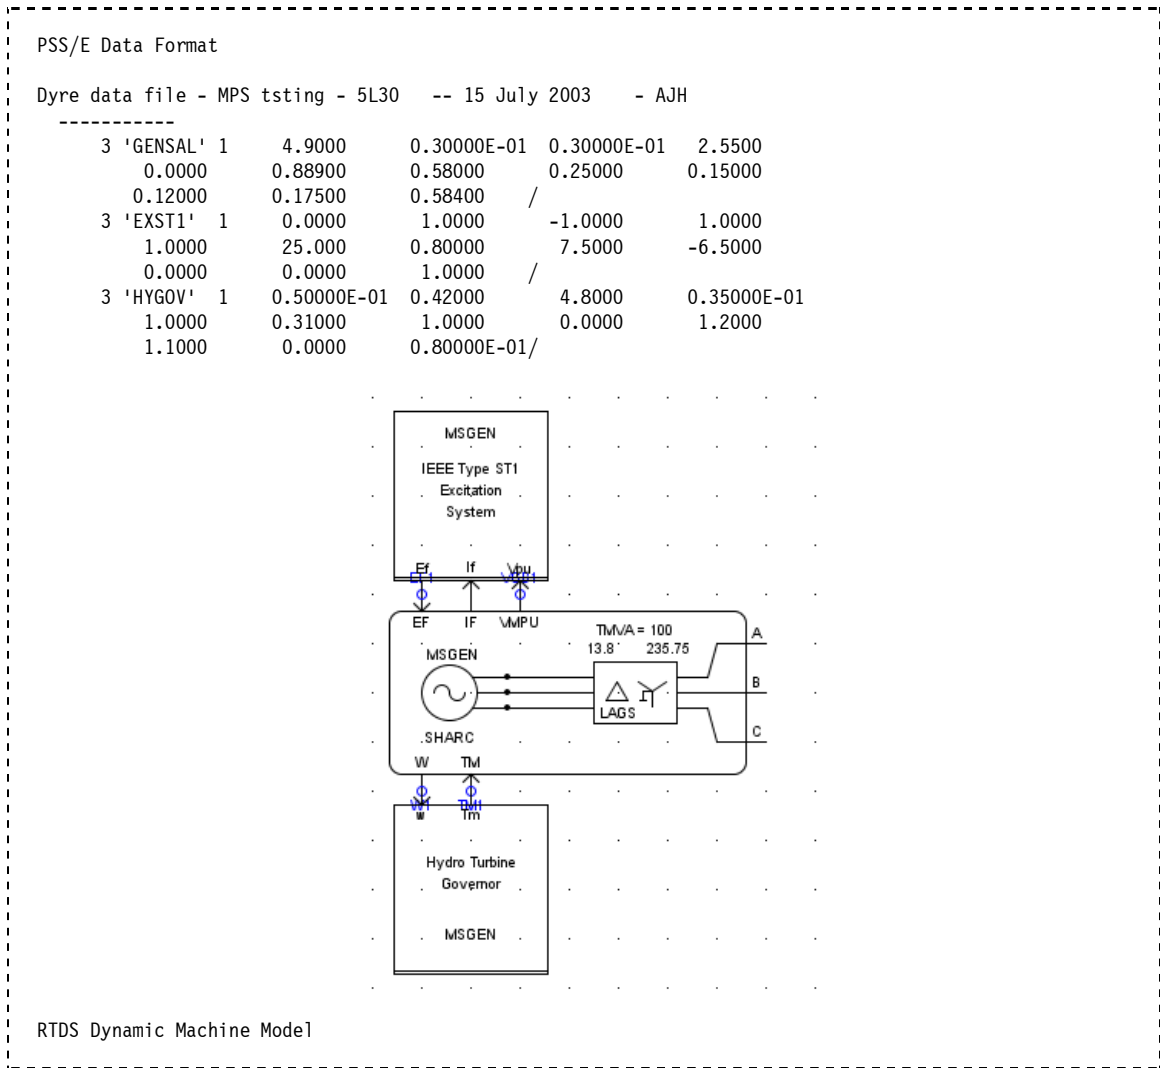 PSS/E Data Format
Dyre data file - MPS tsting - 5L30 -- 15 July 2003 - AJH
-----------
3 'GENSAL' 1 4.9000 0.30000E-01 0.30000E-01 2.5500
0.0000 0.88900 0.58000 0.25000 0.15000
0.12000 0.17500 0.58400 /
3 'EXST1' 1 0.0000 1.0000 -1.0000 1.0000
1.0000 25.000 0.80000 7.5000 -6.5000
0.0000 0.0000 1.0000 /
3 'HYGOV' 1 0.50000E-01 0.42000 4.8000 0.35000E-01
1.0000 0.31000 1.0000 0.0000 1.2000
1.1000 0.0000 0.80000E-01/
MSGEN
IEEE Type ST1
Excitation
System
Ef If Vpu
EF IF VMPU
TMVA = 100
13.8 235.75
A
MSGEN
B
LAGS
C
SHARC
W TM
W1 TM1
w Tm
Hydro Turbine
Governor
MSGEN
RTDS Dynamic Machine Model